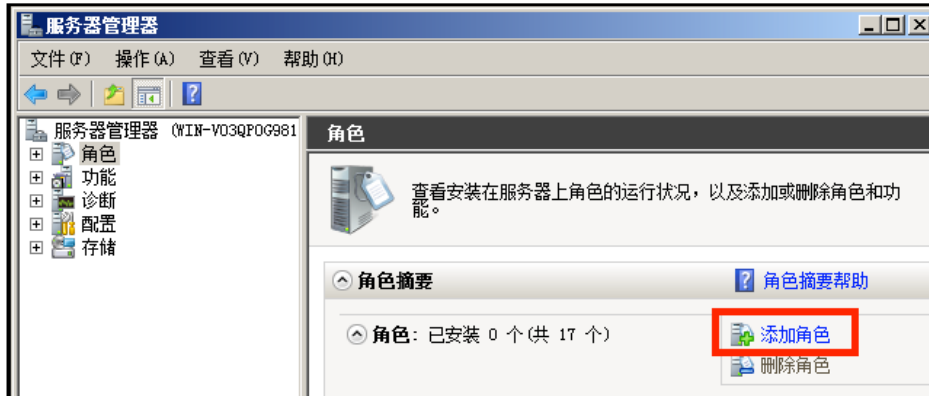 服务器管理器
文件(F) 操作(A) 查看(V) 帮助(H)
服务器管理器 (WIN-VO3QPOG981
角色
功能
诊断
配置
存储
角色
查看安装在服务器上角色的运行状况，以及添加或删除角色和功
能。
角色摘要
角色摘要帮助
角色: 已安装 0 个(共 17 个)
添加角色
删除角色